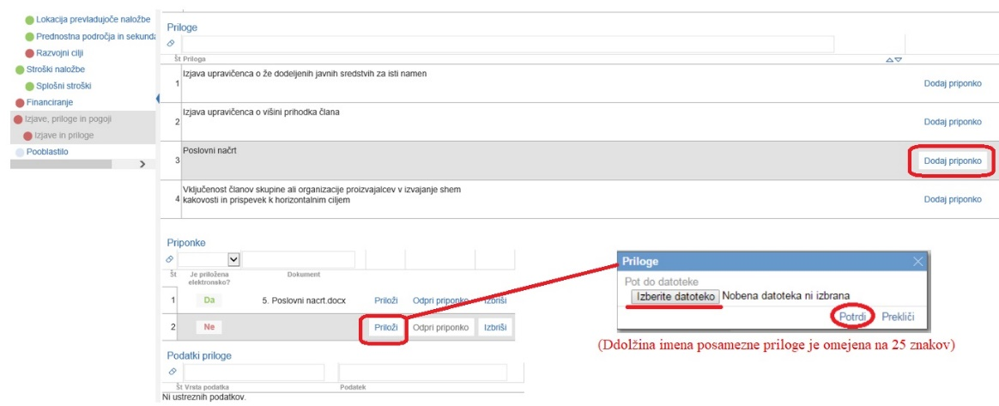 Lokacija prevladujoče naložbe
Prednostna področja in sekunda
Razvojni cilji
Stroški naložbe
Splošni stroški
Financiranje
Izjave, priloge in pogoji
Izjave in priloge
Pooblastilo
Priloge
Št Priloga
1 Izjava upravičenca o že dodeljenih javnih sredstvih za isti namen Dodaj priponko
2 Izjava upravičenca o višini prihodka člana Dodaj priponko
3 Poslovni načrt Dodaj priponko
Vključenost članov skupine ali organizacije proizvajalcev v izvajanje shem
4 kakovosti in prispevek k horizontalnim ciljem Dodaj priponko
Priponke
Št Je priložena Dokument
elektronsko?
1 Da 5. Poslovni nacrt.docx Priloži Odpri priponko Izbriši
2 Ne Priloži Odpri priponko Izbriši
Podatki priloge
Št Vrsta podatka Podatek
Ni ustreznih podatkov.
Priloge
Pot do datoteke
Izberite datoteko Nobena datoteka ni izbrana
Potrdi Prekliči
(Ddolžina imena posamezne priloge je omejena na 25 znakov)